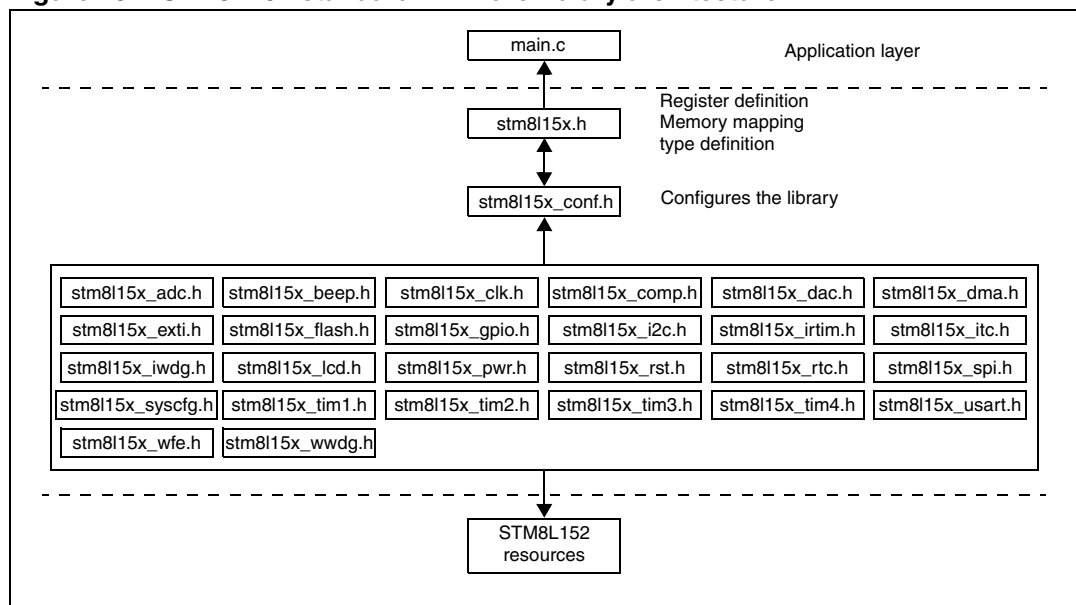 main.c
Application layer
stm8l15x.h
Register definition
Memory mapping
type definition
stm8l15x_conf.h
Configures the library
stm8l15x_adc.h
stm8l15x_beep.h
stm8l15x_clk.h
stm8l15x_comp.h
stm8l15x_dac.h
stm8l15x_dma.h
stm8l15x_exti.h
stm8l15x_flash.h
stm8l15x_gpio.h
stm8l15x_i2c.h
stm8l15x_irtim.h
stm8l15x_itc.h
stm8l15x_iwdg.h
stm8l15x_lcd.h
stm8l15x_pwr.h
stm8l15x_rst.h
stm8l15x_rtc.h
stm8l15x_spi.h
stm8l15x_syscfg.h
stm8l15x_tim1.h
stm8l15x_tim2.h
stm8l15x_tim3.h
stm8l15x_tim4.h
stm8l15x_usart.h
stm8l15x_wfe.h
stm8l15x_wwdg.h
STM8L152
resources